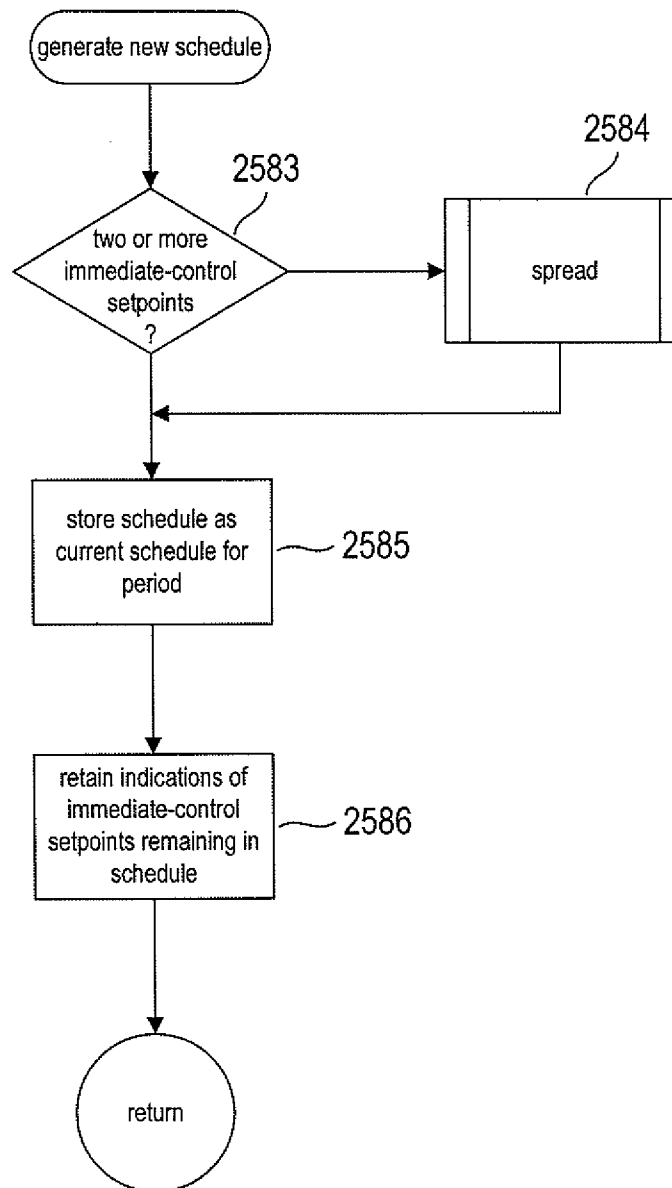 generate new schedule
2583
2584
two or more
immediate-control
setpoints
?
spread
store schedule as
current schedule for
period
2585
retain indications of
immediate-control
setpoints remaining in
schedule
2586
return